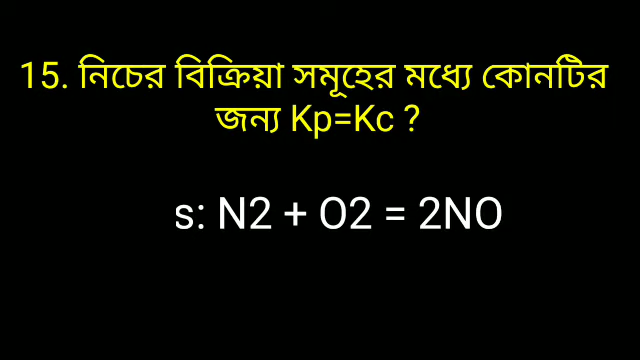 15. নিচের বিক্রিয়া সমূহের মধ্যে কোনটির
জন্য Kp=Kc ?
s: N2 + O2 = 2NO